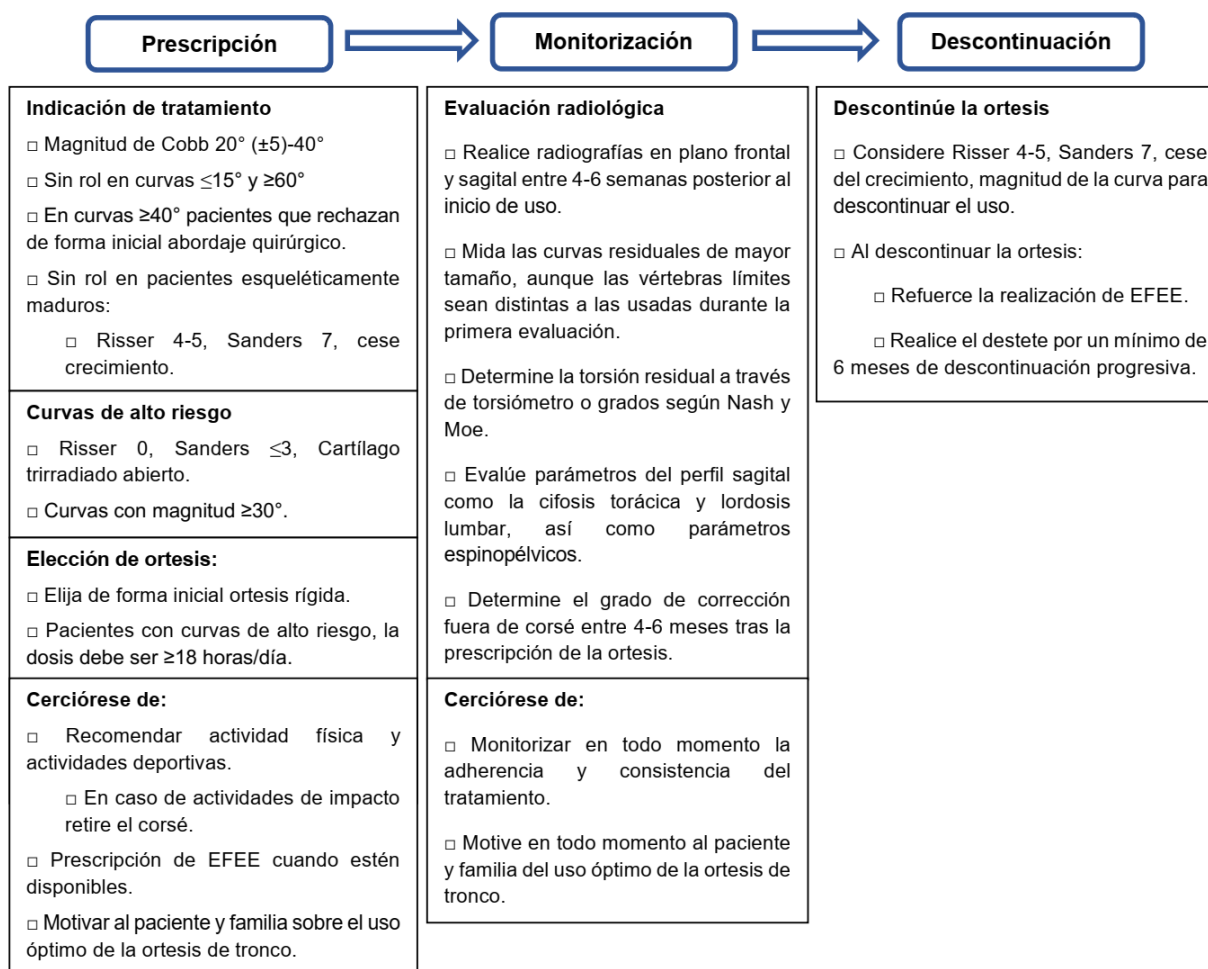 Prescripción
Monitorización
Descontinuación
Indicación de tratamiento
□ Magnitud de Cobb 20° (±5)-40°
□ Sin rol en curvas ≤15° y ≥60°
□ En curvas ≥40° pacientes que rechazan
de forma inicial abordaje quirúrgico.
□ Sin rol en pacientes esqueléticamente
maduros:
□ Risser 4-5, Sanders 7, cese
crecimiento.
Curvas de alto riesgo
□ Risser 0, Sanders ≤3, Cartílago
trirradiado abierto.
□ Curvas con magnitud ≥30°.
Elección de ortesis:
□ Elija de forma inicial ortesis rígida.
□ Pacientes con curvas de alto riesgo, la
dosis debe ser ≥18 horas/día.
Cerciórese de:
□ Recomendar actividad física y
actividades deportivas.
□ En caso de actividades de impacto
retire el corsé.
□ Prescripción de EFEE cuando estén
disponibles.
□ Motivar al paciente y familia sobre el uso
óptimo de la ortesis de tronco.
Evaluación radiológica
□ Realice radiografías en plano frontal
y sagital entre 4-6 semanas posterior al
inicio de uso.
□ Mida las curvas residuales de mayor
tamaño, aunque las vértebras límites
sean distintas a las usadas durante la
primera evaluación.
□ Determine la torsión residual a través
de torsiómetro o grados según Nash y
Moe.
□ Evalúe parámetros del perfil sagital
como la cifosis torácica y lordosis
lumbar, así como parámetros
espinopélvicos.
□ Determine el grado de corrección
fuera de corsé entre 4-6 meses tras la
prescripción de la ortesis.
Cerciórese de:
□ Monitorizar en todo momento la
adherencia y consistencia del
tratamiento.
□ Motive en todo momento al paciente
y familia del uso óptimo de la ortesis de
tronco.
Descontinúe la ortesis
□ Considere Risser 4-5, Sanders 7, cese
del crecimiento, magnitud de la curva para
descontinuar el uso.
□ Al descontinuar la ortesis:
□ Refuerce la realización de EFEE.
□ Realice el destete por un mínimo de
6 meses de descontinuación progresiva.